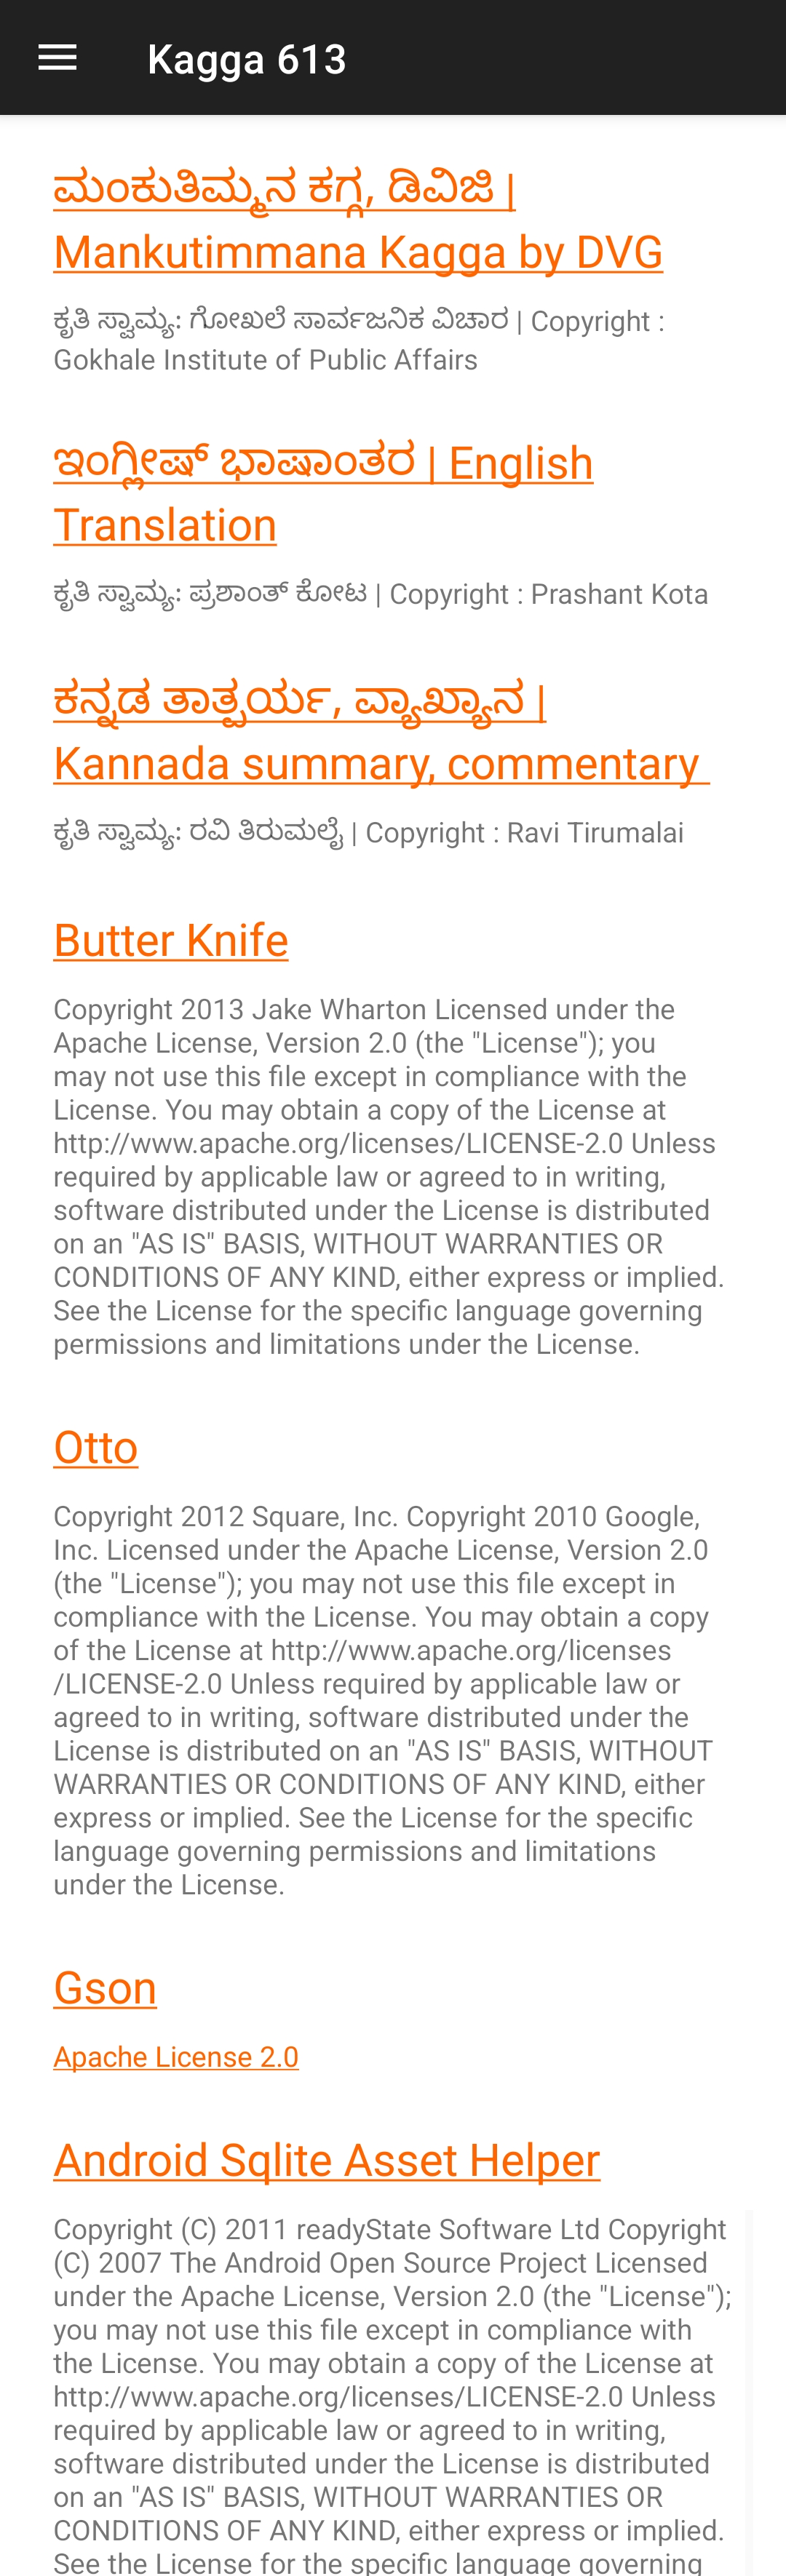 Kagga 613
ಮಂಕುತಿಮ್ಮನ ಕಗ್ಗ, ಡಿವಿಜಿ |
Mankutimmana Kagga by DVG
ಕೃತಿ ಸ್ವಾಮ್ಯ: ಗೋಖಲೆ ಸಾರ್ವಜನಿಕ ವಿಚಾರ | Copyright :
Gokhale Institute of Public Affairs
ಇಂಗ್ಲೀಷ್ ಭಾಷಾಂತರ | English
Translation
ಕೃತಿ ಸ್ವಾಮ್ಯ: ಪ್ರಶಾಂತ್ ಕೋಟ | Copyright : Prashant Kota
ಕನ್ನಡ ತಾತ್ಪರ್ಯ, ವ್ಯಾಖ್ಯಾನ |
Kannada summary, commentary
ಕೃತಿ ಸ್ವಾಮ್ಯ: ರವಿ ತಿರುಮಲೈ | Copyright : Ravi Tirumalai
Butter Knife
Copyright 2013 Jake Wharton Licensed under the
Apache License, Version 2.0 (the "License"); you
may not use this file except in compliance with the
License. You may obtain a copy of the License at
http://www.apache.org/licenses/LICENSE-2.0 Unless
required by applicable law or agreed to in writing,
software distributed under the License is distributed
on an "AS IS" BASIS, WITHOUT WARRANTIES OR
CONDITIONS OF ANY KIND, either express or implied.
See the License for the specific language governing
permissions and limitations under the License.
Otto
Copyright 2012 Square, Inc. Copyright 2010 Google,
Inc. Licensed under the Apache License, Version 2.0
(the "License"); you may not use this file except in
compliance with the License. You may obtain a copy
of the License at http://www.apache.org/licenses
/LICENSE-2.0 Unless required by applicable law or
agreed to in writing, software distributed under the
License is distributed on an "AS IS" BASIS, WITHOUT
WARRANTIES OR CONDITIONS OF ANY KIND, either
express or implied. See the License for the specific
language governing permissions and limitations
under the License.
Gson
Apache License 2.0
Android Sqlite Asset Helper
Copyright (C) 2011 readyState Software Ltd Copyright
(C) 2007 The Android Open Source Project Licensed
under the Apache License, Version 2.0 (the "License");
you may not use this file except in compliance with
the License. You may obtain a copy of the License at
http://www.apache.org/licenses/LICENSE-2.0 Unless
required by applicable law or agreed to in writing,
software distributed under the License is distributed
on an "AS IS" BASIS, WITHOUT WARRANTIES OR
CONDITIONS OF ANY KIND, either express or implied.
See the License for the specific language governing